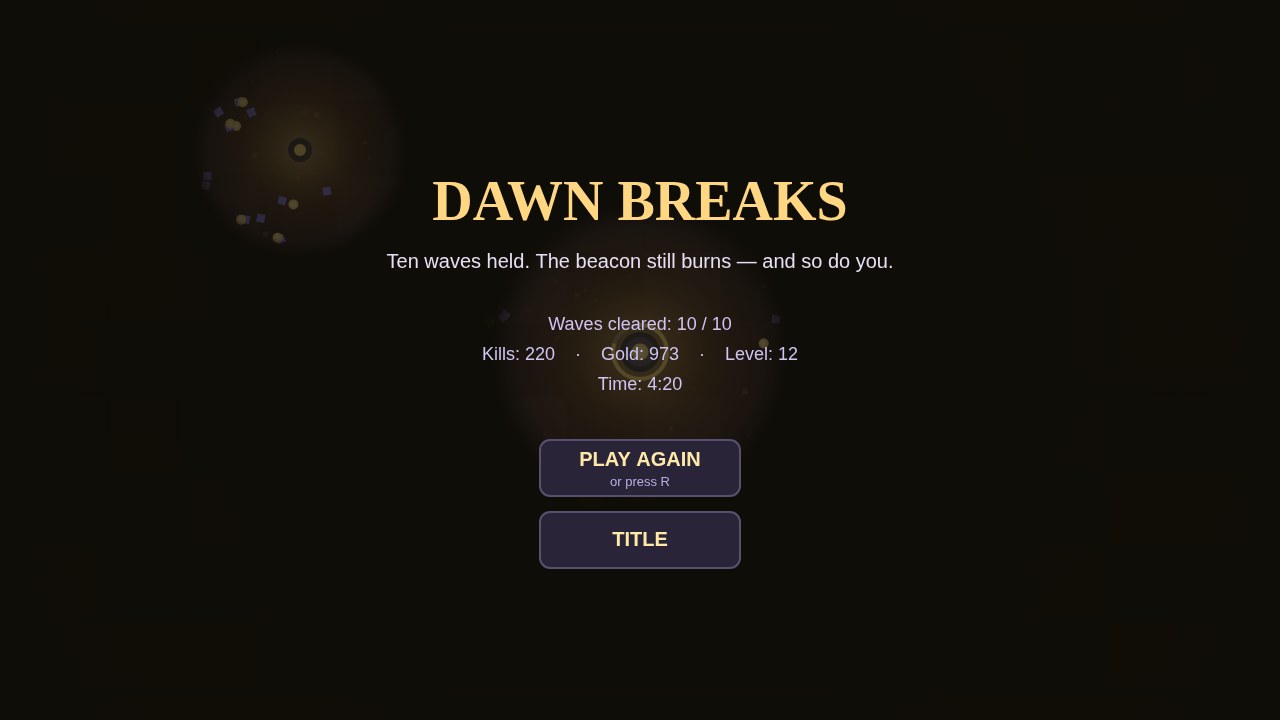 DAWN BREAKS
Ten waves held. The beacon still burns — and so do you.
Waves cleared: 10 / 10
Kills: 220 · Gold: 973 · Level: 12
Time: 4:20
PLAY AGAIN
or press R
TITLE